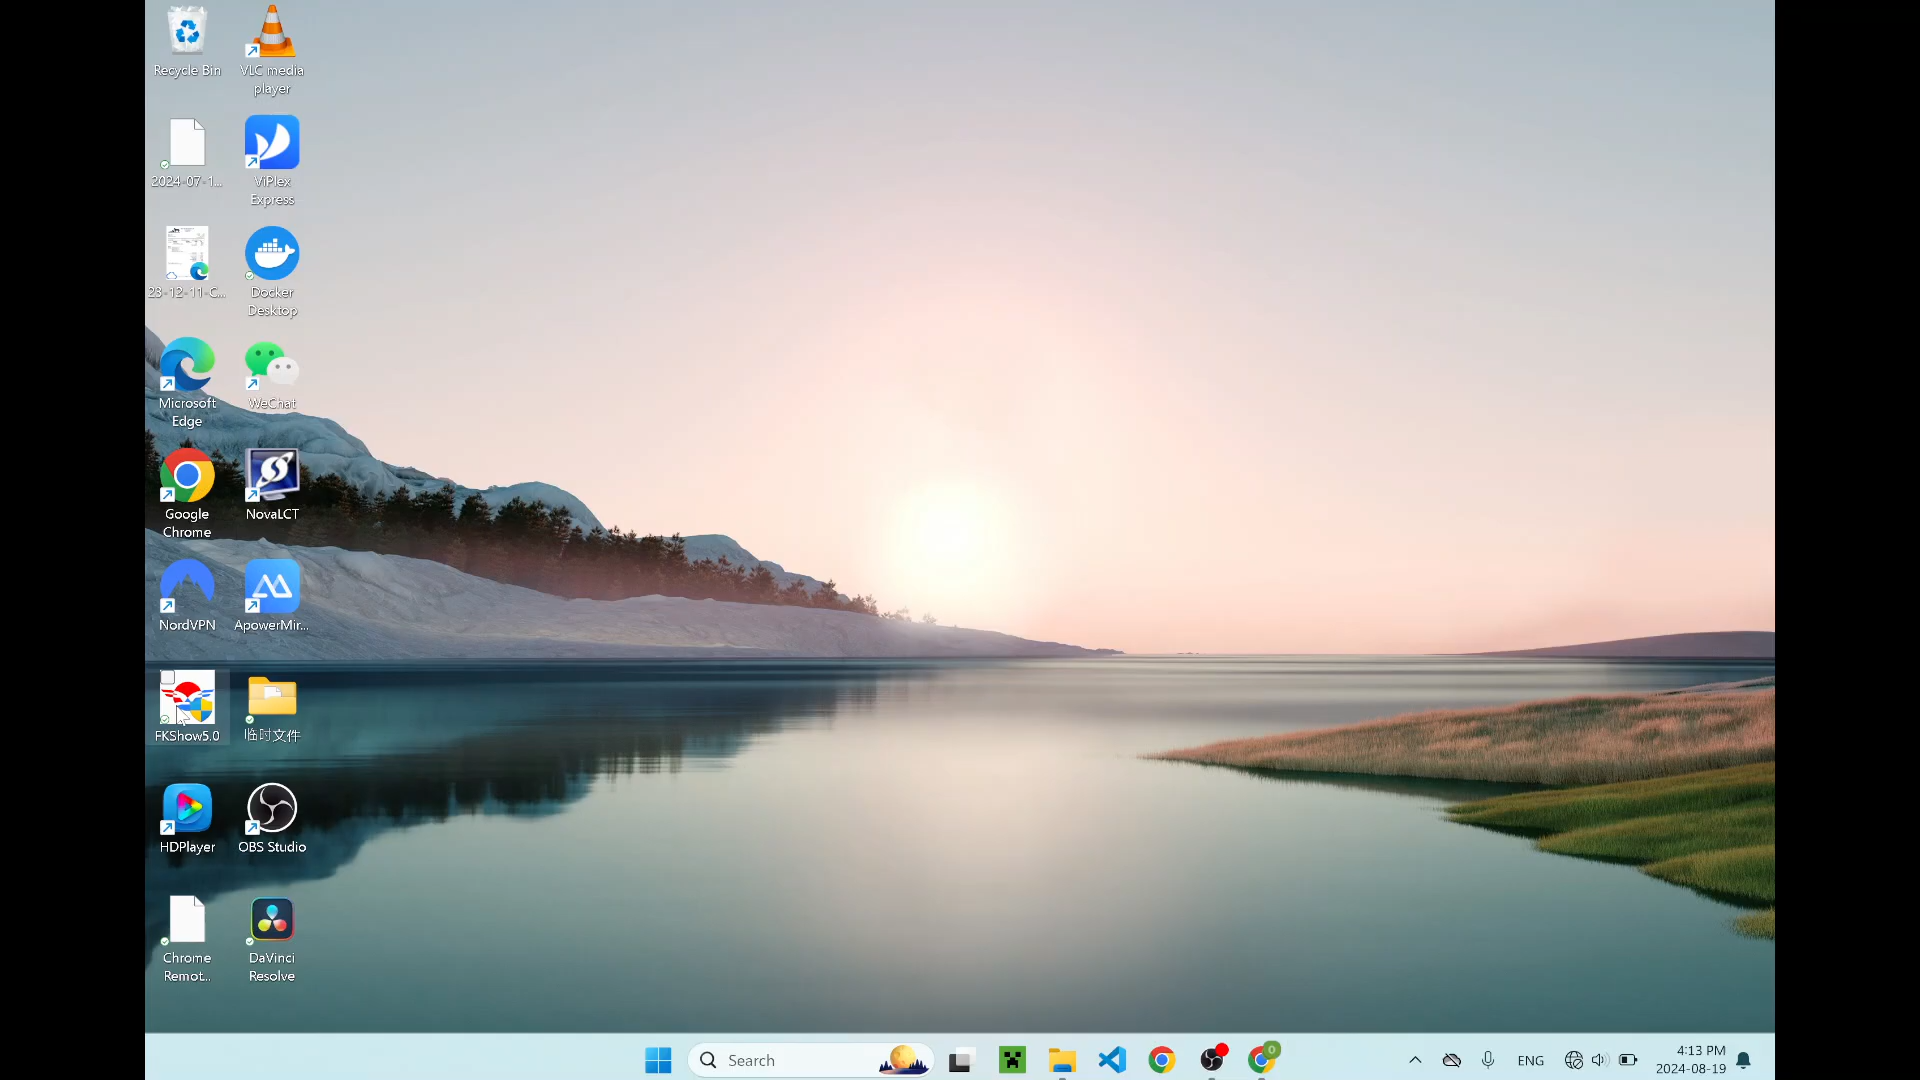 Recycle Bin
VLC media
player
2024-07-1...
ViPlex
Express
23-12-11-C...
Docker
Desktop
Microsoft
Edge
WeChat
Google
Chrome
NovaLCT
NordVPN
ApowerMir...
FKShow5.0
临时文件
HDPlayer
OBS Studio
Chrome
Remot...
DaVinci
Resolve
Search
0
ENG
4:13 PM
2024-08-19